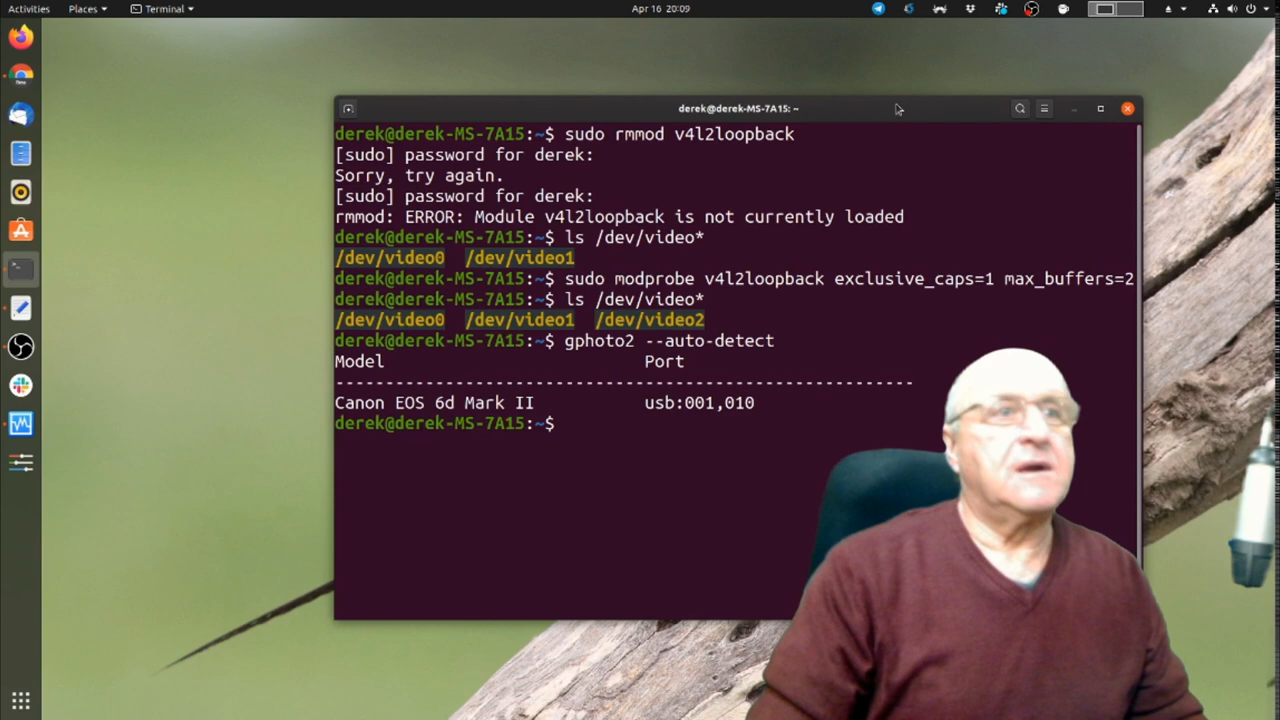 Activities Places Terminal Apr 16 20:09
derek@derek-MS-7A15: ~
derek@derek-MS-7A15:~$ sudo rmmod v4l2loopback
[sudo] password for derek:
Sorry, try again.
[sudo] password for derek:
rmmod: ERROR: Module v4l2loopback is not currently loaded
derek@derek-MS-7A15:~$ ls /dev/video*
/dev/video0 /dev/video1
derek@derek-MS-7A15:~$ sudo modprobe v4l2loopback exclusive_caps=1 max_buffers=2
derek@derek-MS-7A15:~$ ls /dev/video*
/dev/video0 /dev/video1 /dev/video2
derek@derek-MS-7A15:~$ gphoto2 --auto-detect
Model Port
----------------------------------------------------------
Canon EOS 6d Mark II usb:001,010
derek@derek-MS-7A15:~$